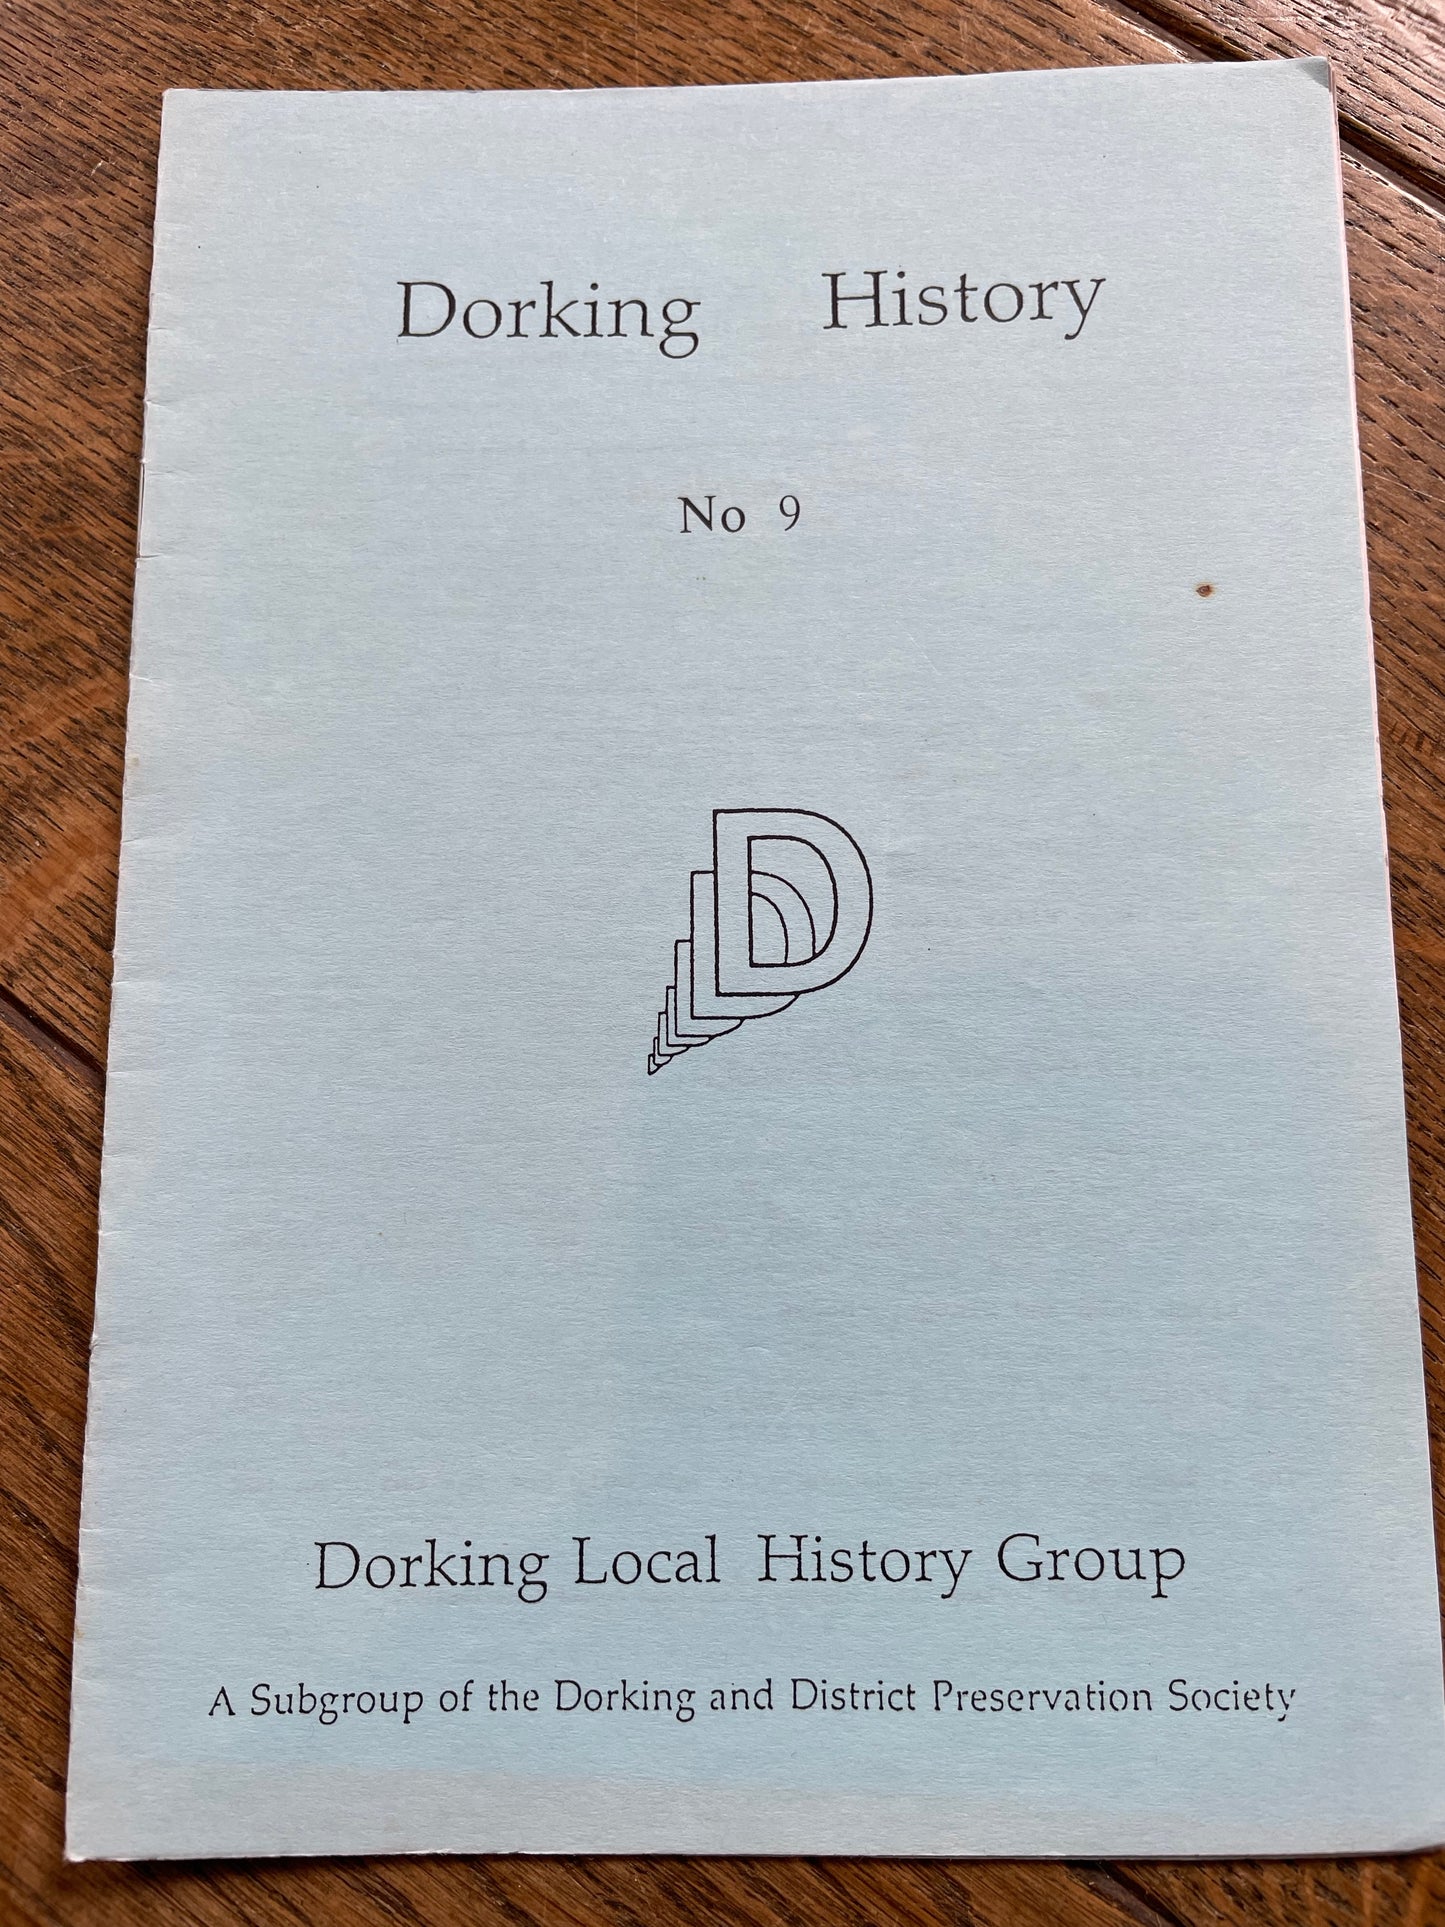 Dorking History
No 9
D
Dorking Local History Group
A Subgroup of the Dorking and District Preservation Society